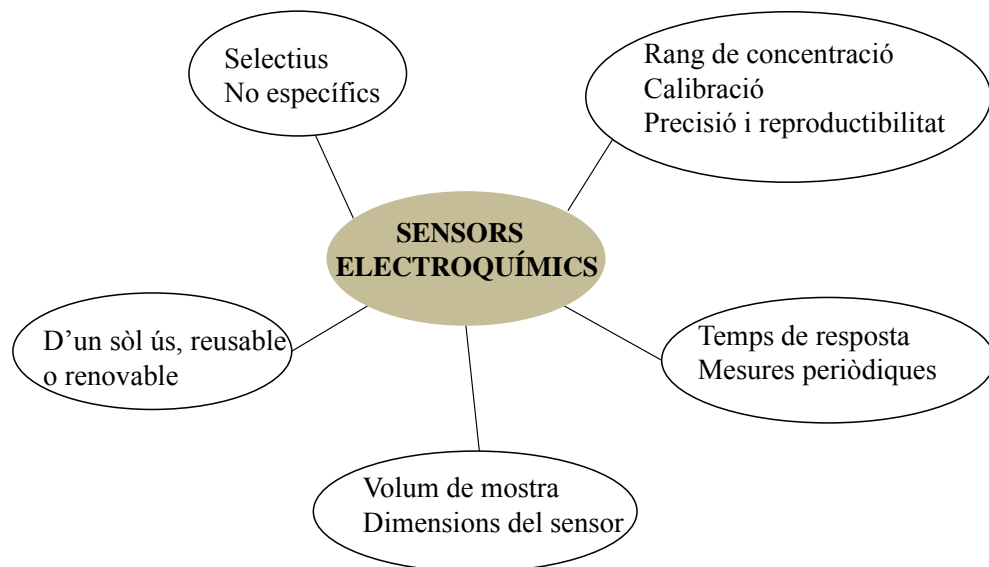 Selectius
No específics
Rang de concentració
Calibració
Precisió i reproductibilitat
SENSORS
ELECTROQUÍMICS
D’un sòl ús, reusable
o renovable
Temps de resposta
Mesures periòdiques
Volum de mostra
Dimensions del sensor